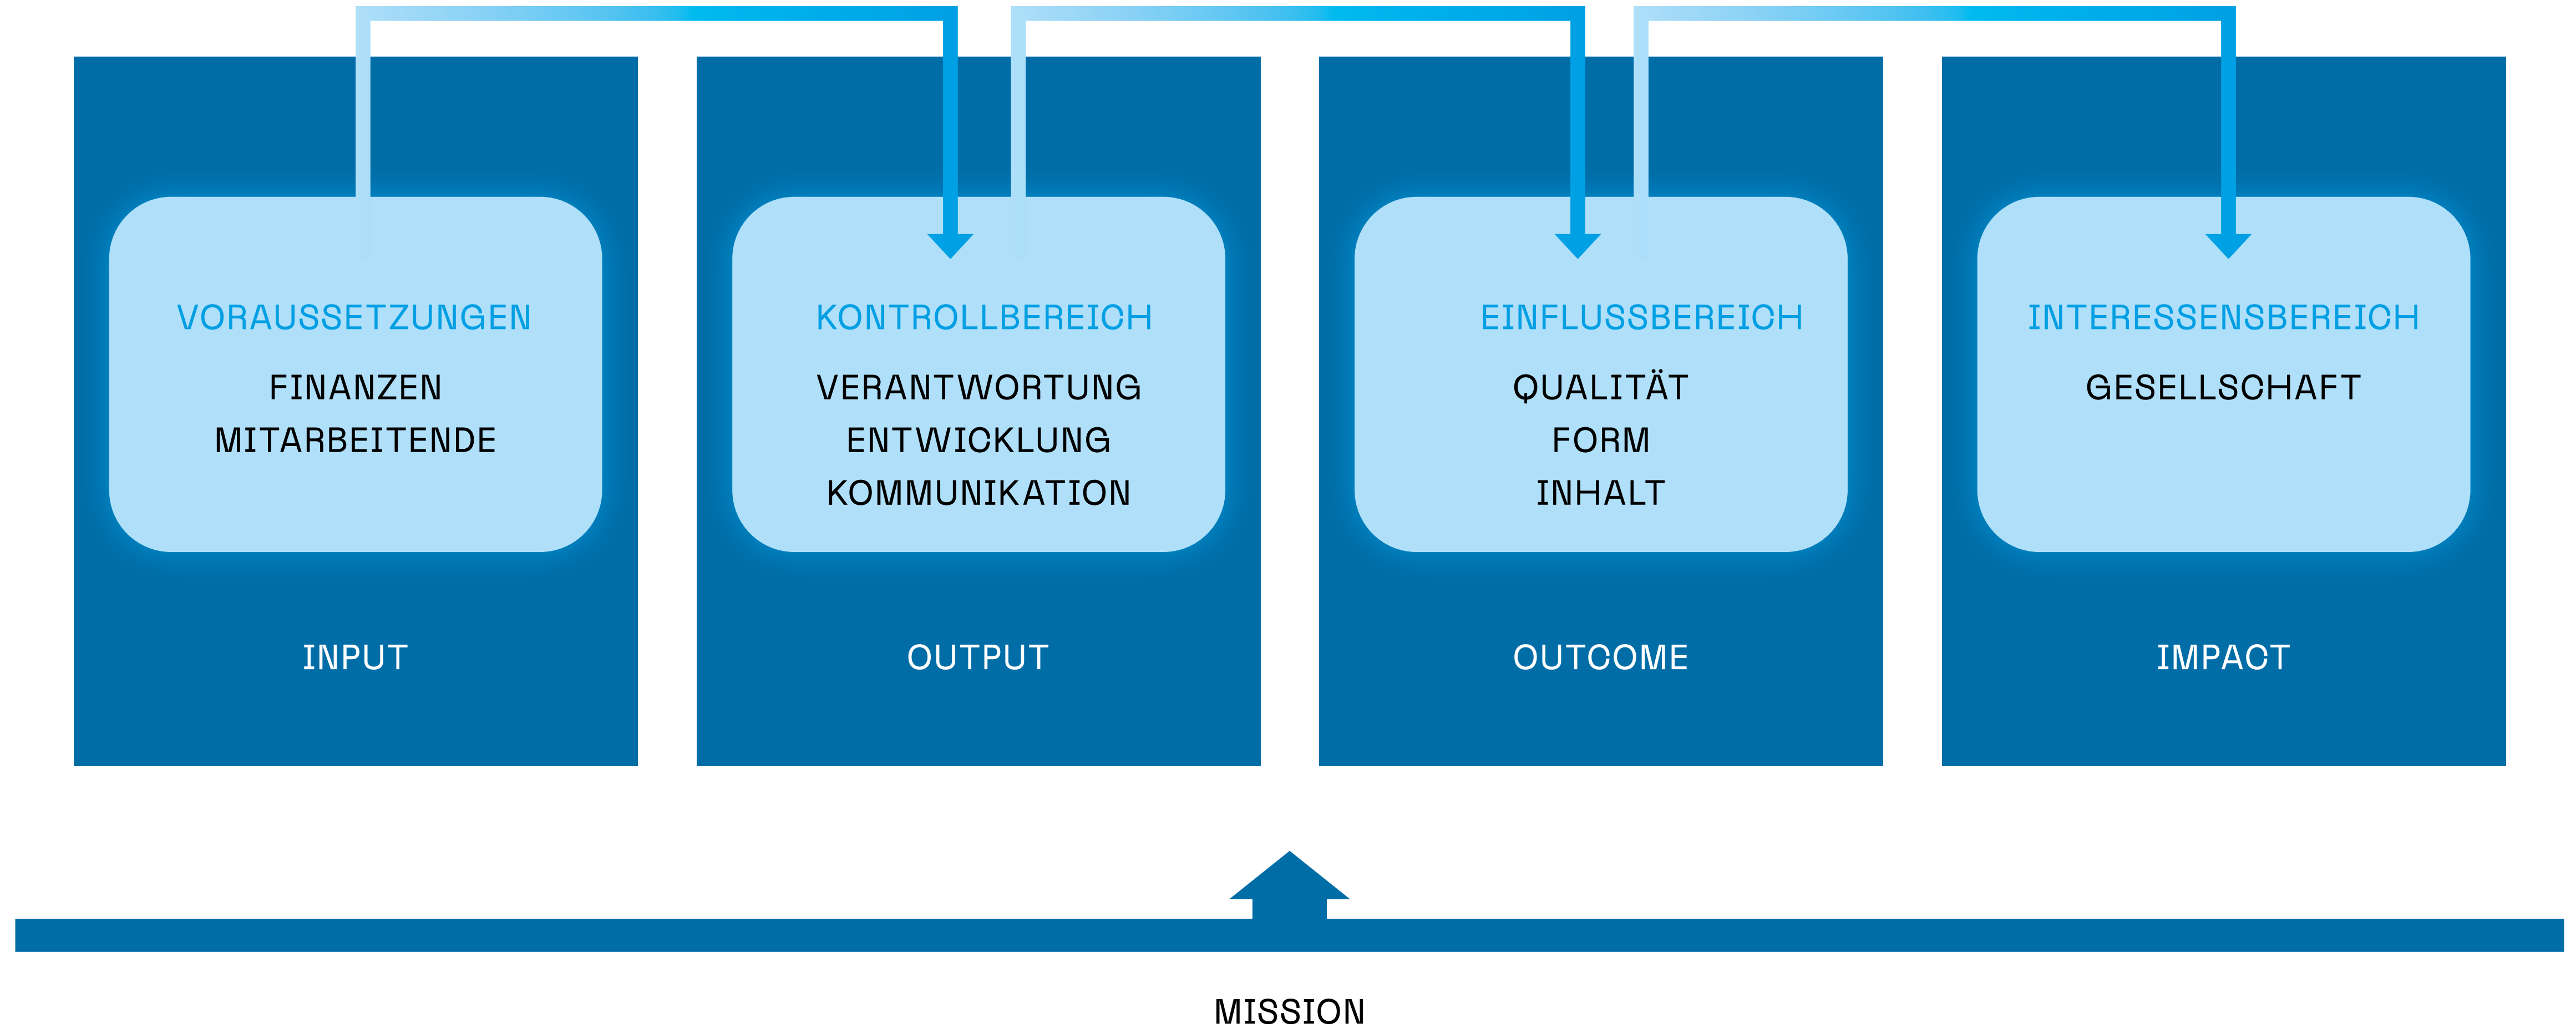 VORAUSSETZUNGEN
FINANZEN
MITARBEITENDE
INPUT
KONTROLLBEREICH
VERANTWORTUNG
ENTWICKLUNG
KOMMUNIKATION
OUTPUT
EINFLUSSBEREICH
QUALITÄT
FORM
INHALT
OUTCOME
INTERESSENSBEREICH
GESELLSCHAFT
IMPACT
MISSION